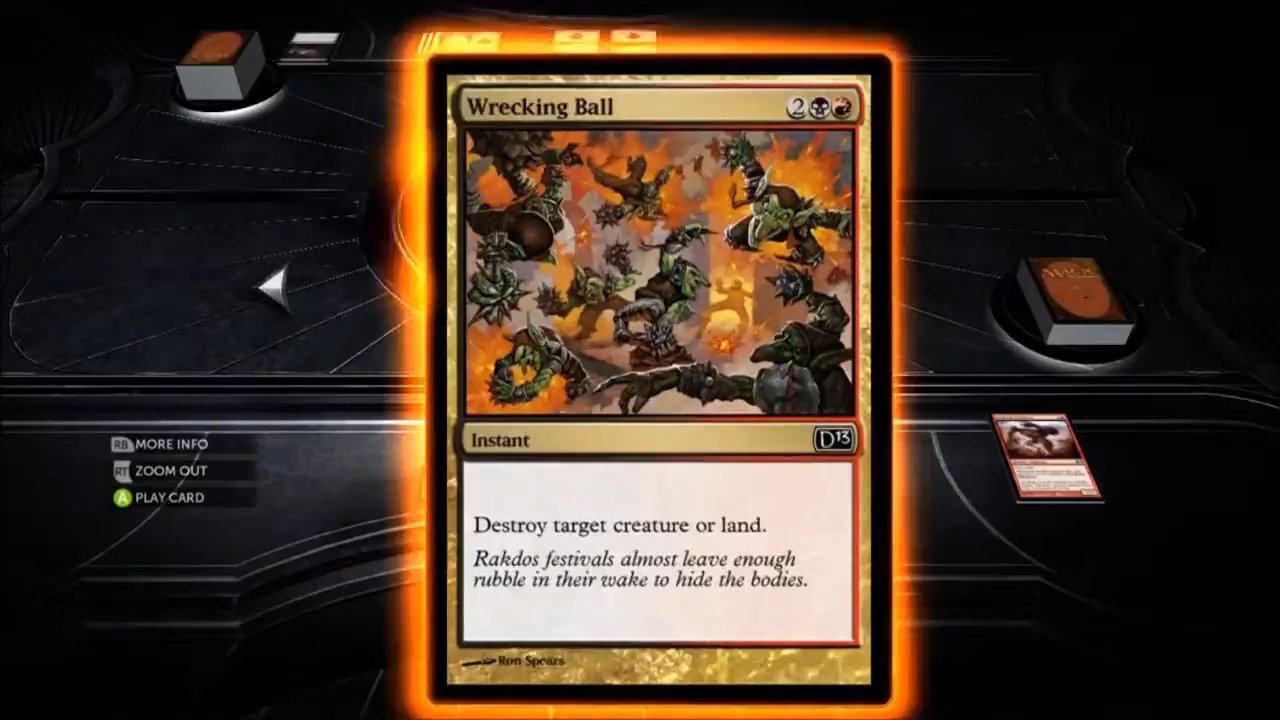 Wrecking Ball
2
Instant
D13
Destroy target creature or land.
Rakdos festivals almost leave enough
rubble in their wake to hide the bodies.
Ron Spears
RB MORE INFO
RT ZOOM OUT
A PLAY CARD